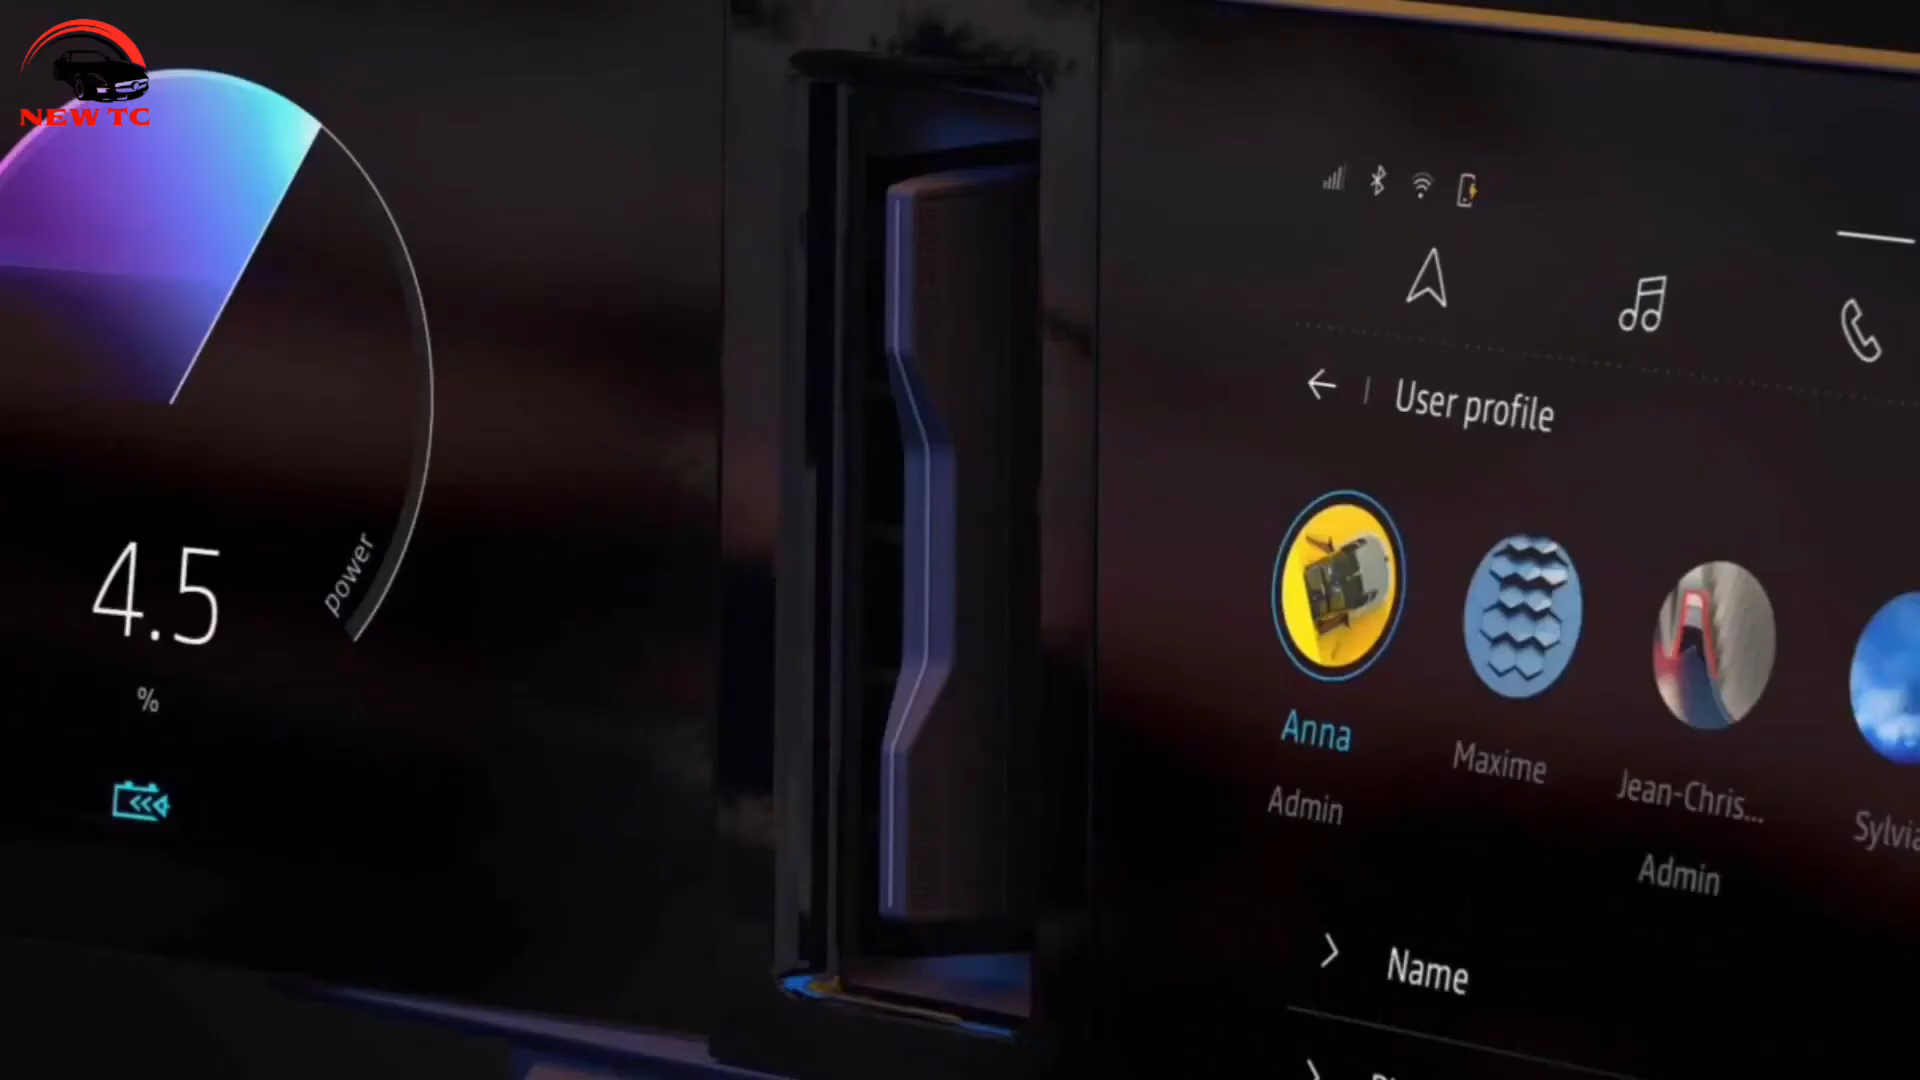 NEW TC
power
4.5
%
User profile
Anna
Admin
Maxime
Jean-Chris...
Admin
Sylvia
Name